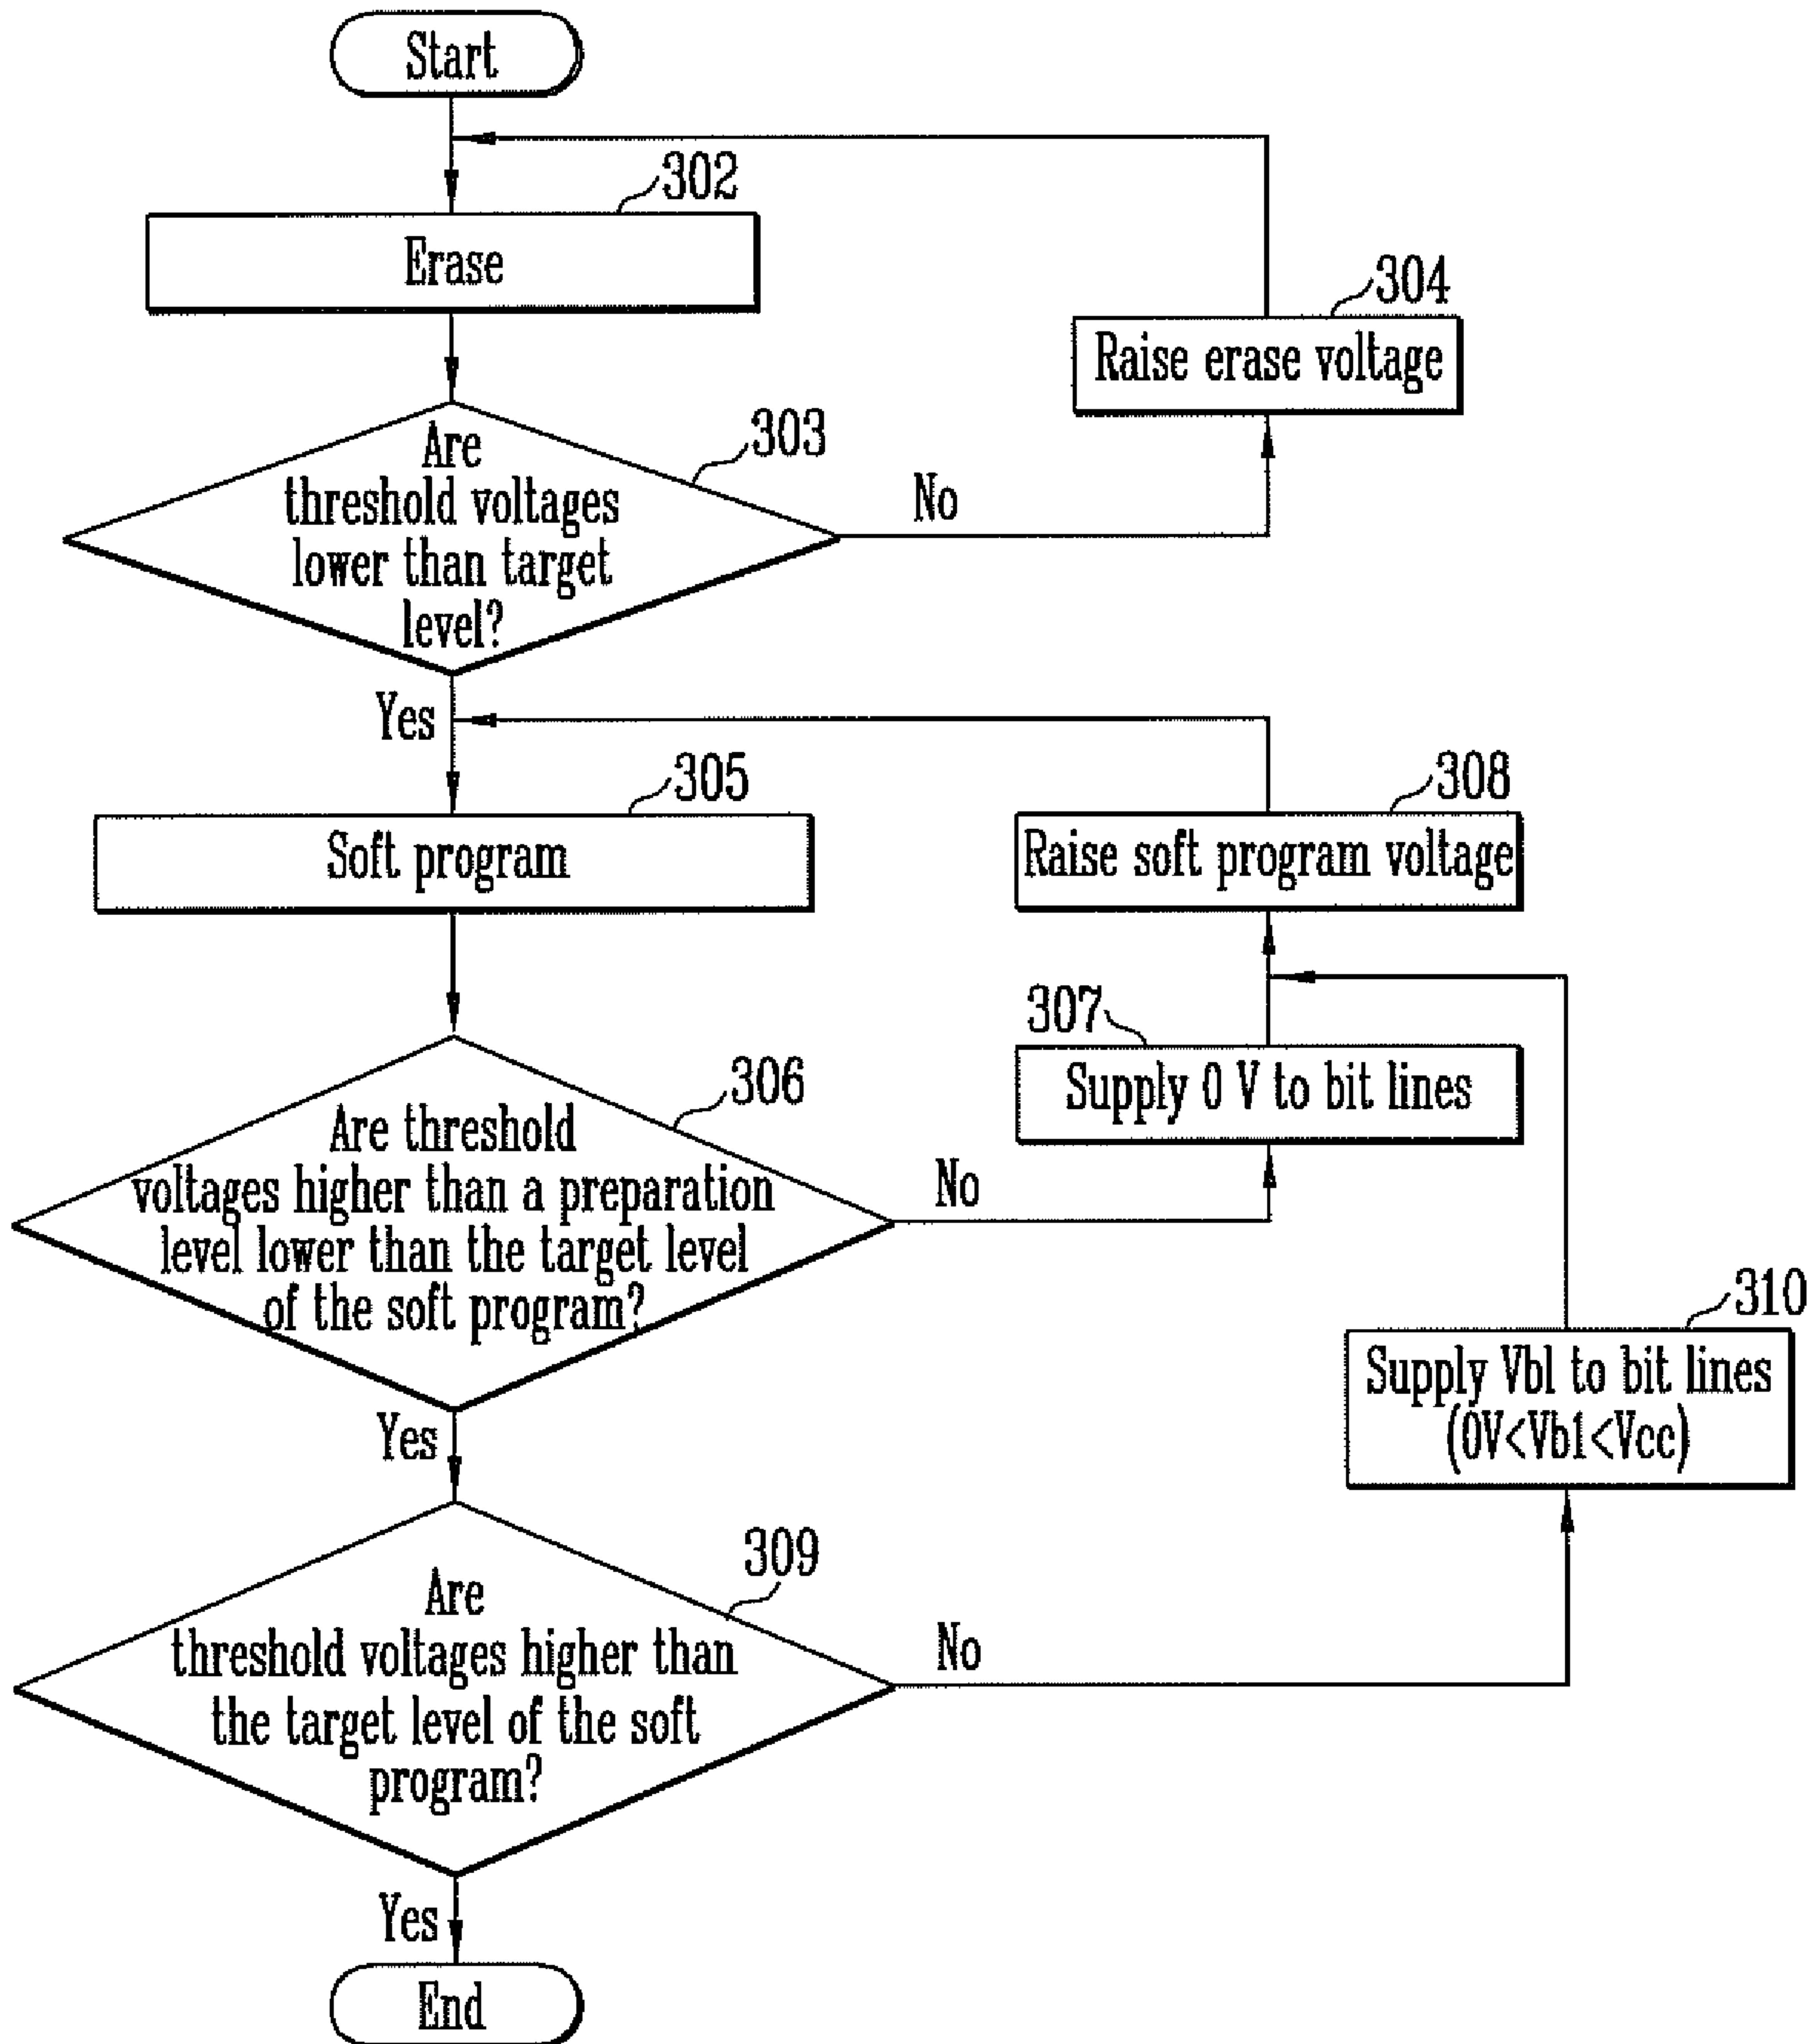 Start
302
Erase
304
Raise erase voltage
303
Are
threshold voltages
lower than target
level?
No
Yes
305
Soft program
308
Raise soft program voltage
307
Supply 0 V to bit lines
306
Are threshold
voltages higher than a preparation
level lower than the target level
of the soft program?
No
310
Supply Vbl to bit lines
(0V<Vb1<Vcc)
Yes
309
Are
threshold voltages higher than
the target level of the soft
program?
No
Yes
End